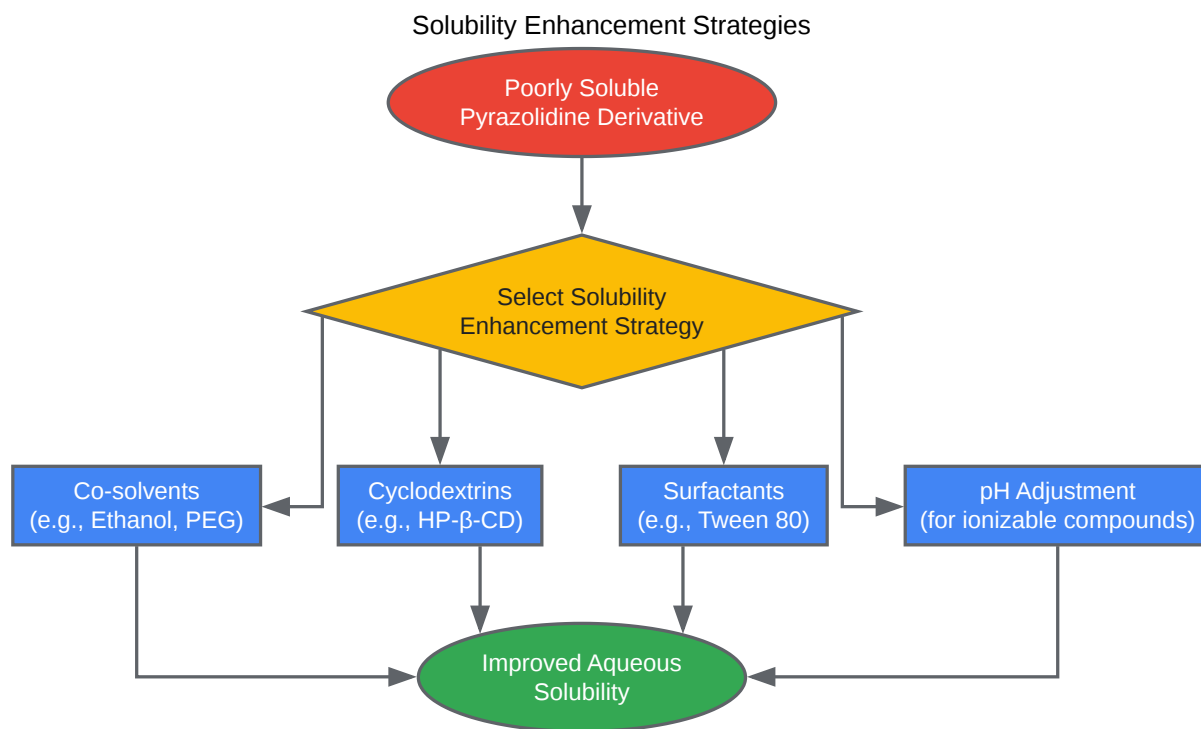 Solubility Enhancement Strategies
Poorly Soluble
Pyrazolidine Derivative
Select Solubility
Enhancement Strategy
Co-solvents
(e.g., Ethanol, PEG)
Cyclodextrins
(e.g., HP-β-CD)
Surfactants
(e.g., Tween 80)
pH Adjustment
(for ionizable compounds)
Improved Aqueous
Solubility